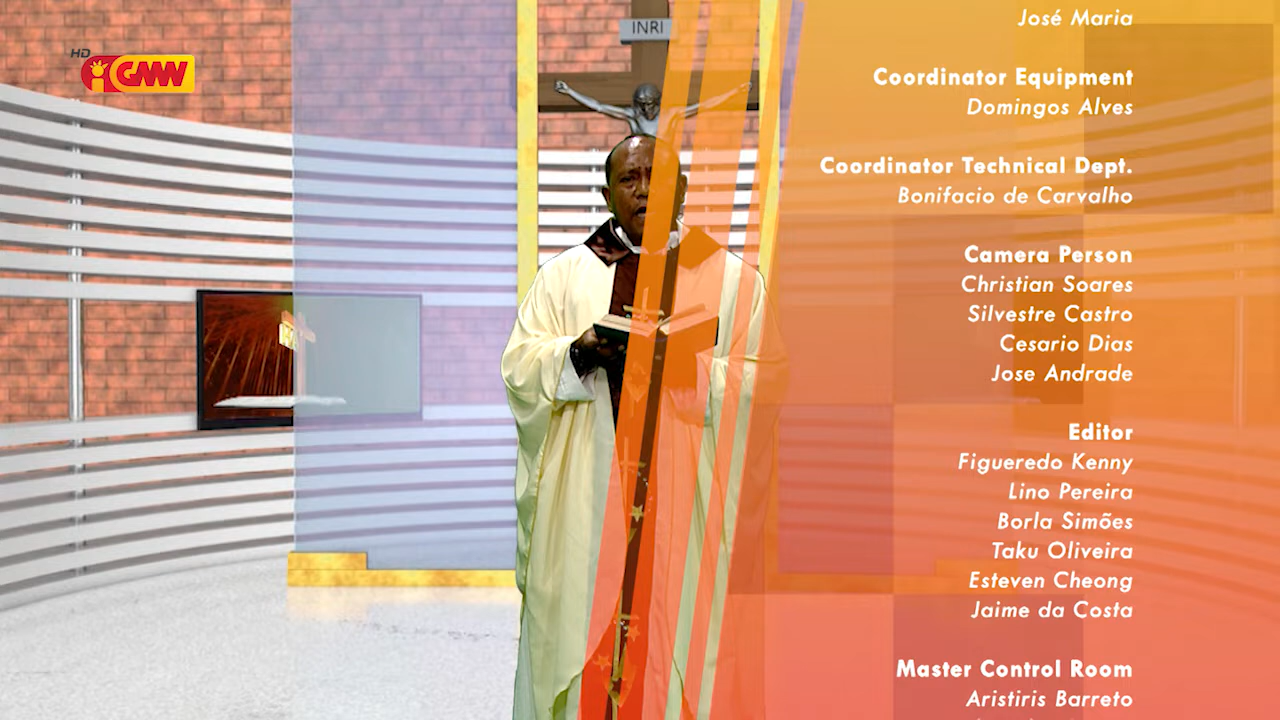 HD
GMN
INRI
José Maria
Coordinator Equipment
Domingos Alves
Coordinator Technical Dept.
Bonifacio de Carvalho
Camera Person
Christian Soares
Silvestre Castro
Cesario Dias
Jose Andrade
Editor
Figueredo Kenny
Lino Pereira
Borla Simões
Taku Oliveira
Esteven Cheong
Jaime da Costa
Master Control Room
Aristiris Barreto